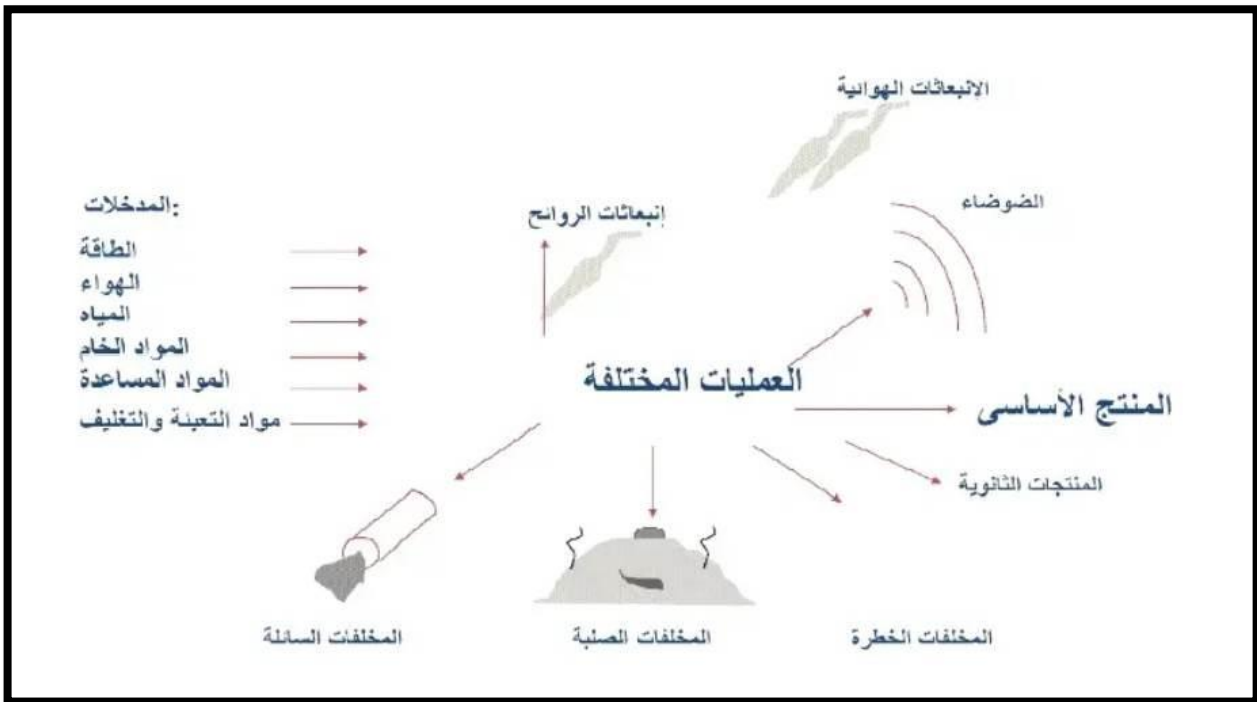 الإنبعاثات الهوائية
الضوضاء
إنبعاثات الروائح
المدخلات:
الطاقة
الهواء
المياه
المواد الخام
المواد المساعدة
مواد التعبئة والتغليف
العمليات المختلفة
المنتج الأساسى
المنتجات الثانوية
المخلفات السائلة
المخلفات الصلبة
المخلفات الخطرة